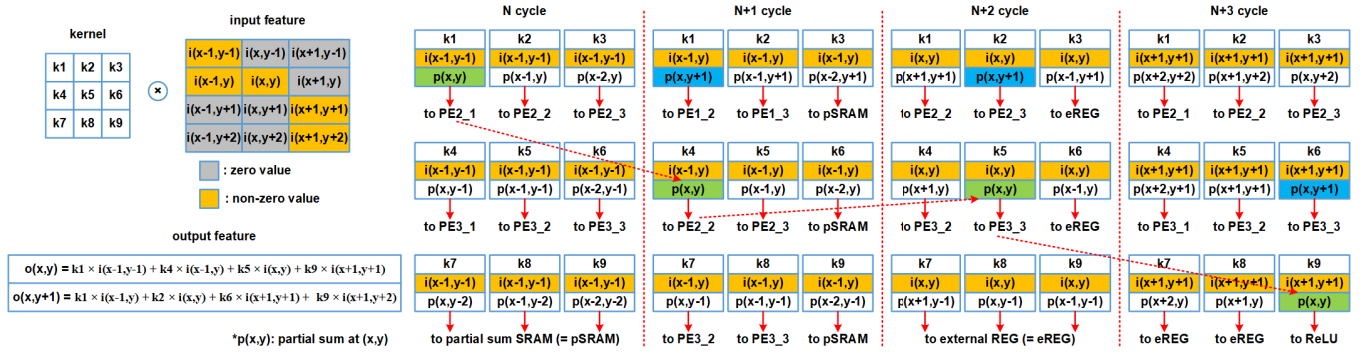 kernel
k1 k2 k3
k4 k5 k6
k7 k8 k9
×
input feature
i(x-1,y-1) i(x,y-1) i(x+1,y-1)
i(x-1,y) i(x,y) i(x+1,y)
i(x-1,y+1) i(x,y+1) i(x+1,y+1)
i(x-1,y+2) i(x,y+2) i(x+1,y+2)
: zero value
: non-zero value
output feature
o(x,y) = k1 × i(x-1,y-1) + k4 × i(x-1,y) + k5 × i(x,y) + k9 × i(x+1,y+1)
o(x,y+1) = k1 × i(x-1,y) + k2 × i(x,y) + k6 × i(x+1,y+1) + k9 × i(x+1,y+2)
*p(x,y): partial sum at (x,y)
N cycle
k1 k2 k3
i(x-1,y-1) i(x-1,y-1) i(x-1,y-1)
p(x,y) p(x-1,y) p(x-2,y)
to PE2_1 to PE2_2 to PE2_3
k4 k5 k6
i(x-1,y-1) i(x-1,y-1) i(x-1,y-1)
p(x,y-1) p(x-1,y-1) p(x-2,y-1)
to PE3_1 to PE3_2 to PE3_3
k7 k8 k9
i(x-1,y-1) i(x-1,y-1) i(x-1,y-1)
p(x,y-2) p(x-1,y-2) p(x-2,y-2)
to partial sum SRAM (= pSRAM)
N+1 cycle
k1 k2 k3
i(x-1,y-1) i(x-1,y) i(x-1,y)
p(x,y+1) p(x-1,y+1) p(x-2,y+1)
to PE1_2 to PE1_3 to pSRAM
k4 k5 k6
i(x-1,y) i(x-1,y) i(x-1,y)
p(x,y) p(x-1,y) p(x-2,y)
to PE2_2 to PE2_3 to pSRAM
k7 k8 k9
i(x-1,y) i(x-1,y) i(x-1,y)
p(x,y-1) p(x-1,y-1) p(x-2,y-1)
to PE3_2 to PE3_3 to pSRAM
N+2 cycle
k1 k2 k3
i(x,y) i(x,y) i(x,y)
p(x+1,y+1) p(x,y+1) p(x-1,y+1)
to PE2_2 to PE2_3 to eREG
k4 k5 k6
i(x,y) i(x,y) i(x,y)
p(x+1,y) p(x,y) p(x-1,y)
to PE3_2 to PE3_3 to eREG
k7 k8 k9
i(x,y) i(x,y) i(x,y)
p(x+1,y-1) p(x,y-1) p(x-1,y-1)
to external REG (= eREG)
N+3 cycle
k1 k2 k3
i(x+1,y+1) i(x+1,y+1) i(x+1,y+1)
p(x+2,y+2) p(x+1,y+2) p(x,y+2)
to PE2_1 to PE2_2 to PE2_3
k4 k5 k6
i(x+1,y+1) i(x+1,y+1) i(x+1,y+1)
p(x+2,y+1) p(x+1,y+1) p(x,y+1)
to PE3_1 to PE3_2 to PE3_3
k7 k8 k9
i(x+1,y+1) i(x+1,y+1) i(x+1,y+1)
p(x+2,y) p(x+1,y) p(x,y)
to eREG to eREG to ReLU